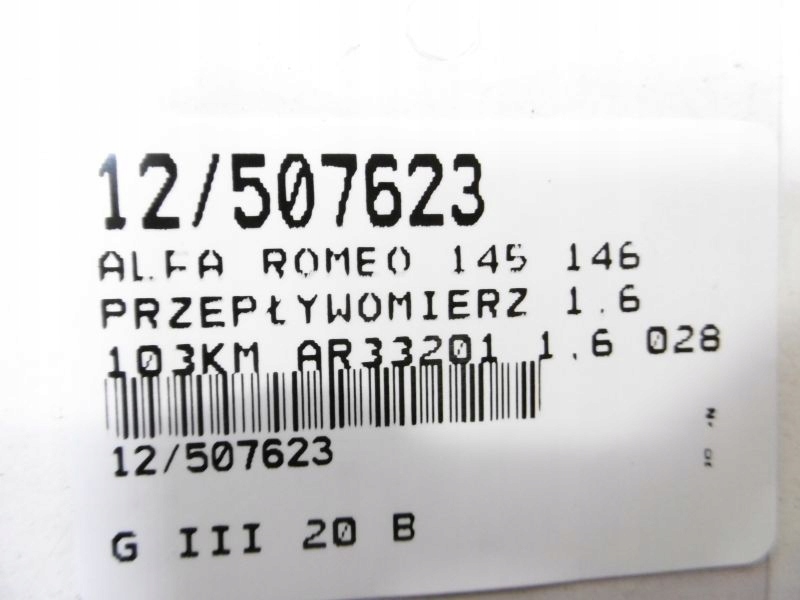 12/507623
ALFA ROMEO 145 146
PRZEPŁYWOMIERZ 1.6
103KM AR33201 1.6 028
12/507623
G III 20 B